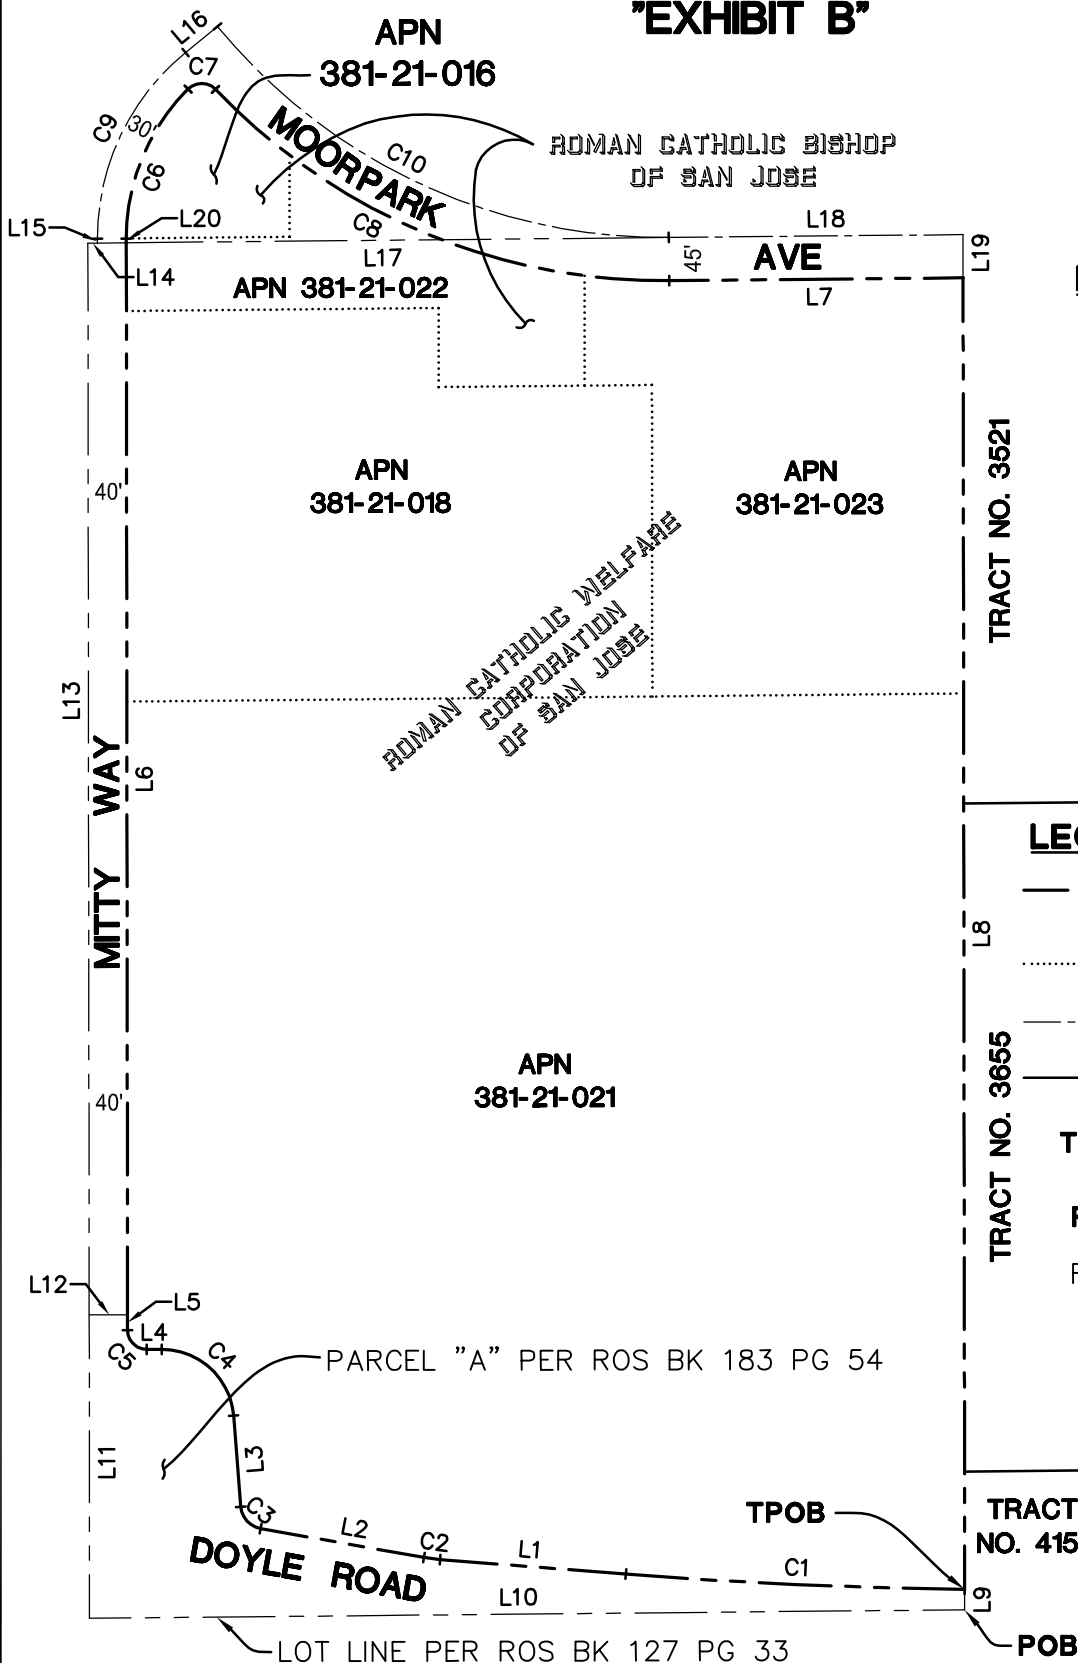 "EXHIBIT B"
L16
APN
381-21-016
C7
C9
30'
C6
MOORPARK
C10
ROMAN CATHOLIC BISHOP
OF SAN JOSE
L15
L20
C8
L18
L14
L17
45'
AVE
L19
APN 381-21-022
L7
40'
APN
381-21-018
APN
381-21-023
TRACT NO. 3521
ROMAN CATHOLIC WELFARE
CORPORATION
OF SAN JOSE
L13
L6
MITTY WAY
L8
40'
APN
381-21-021
TRACT NO. 3655
L12
L5
L4
C5
C4
PARCEL "A" PER ROS BK 183 PG 54
L11
L3
C3
L2
C2
L1
C1
TPOB
TRACT
NO. 415
DOYLE ROAD
L10
L9
POB
LOT LINE PER ROS BK 127 PG 33